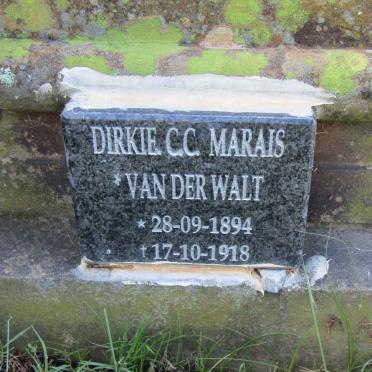 DIRKIE C.C. MARAIS
*VAN DER WALT
* 28-09-1894
† 17-10-1918